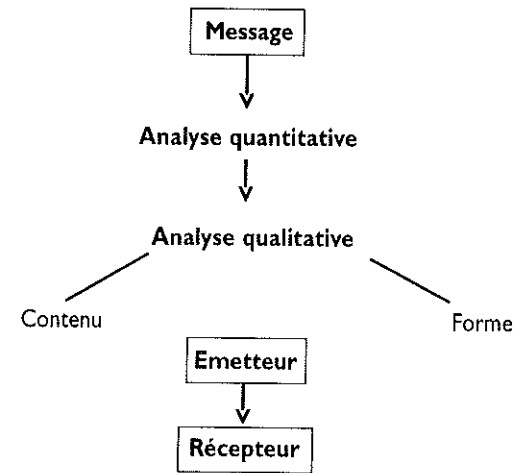 Message
Analyse quantitative
Analyse qualitative
Contenu
Forme
Emetteur
Récepteur